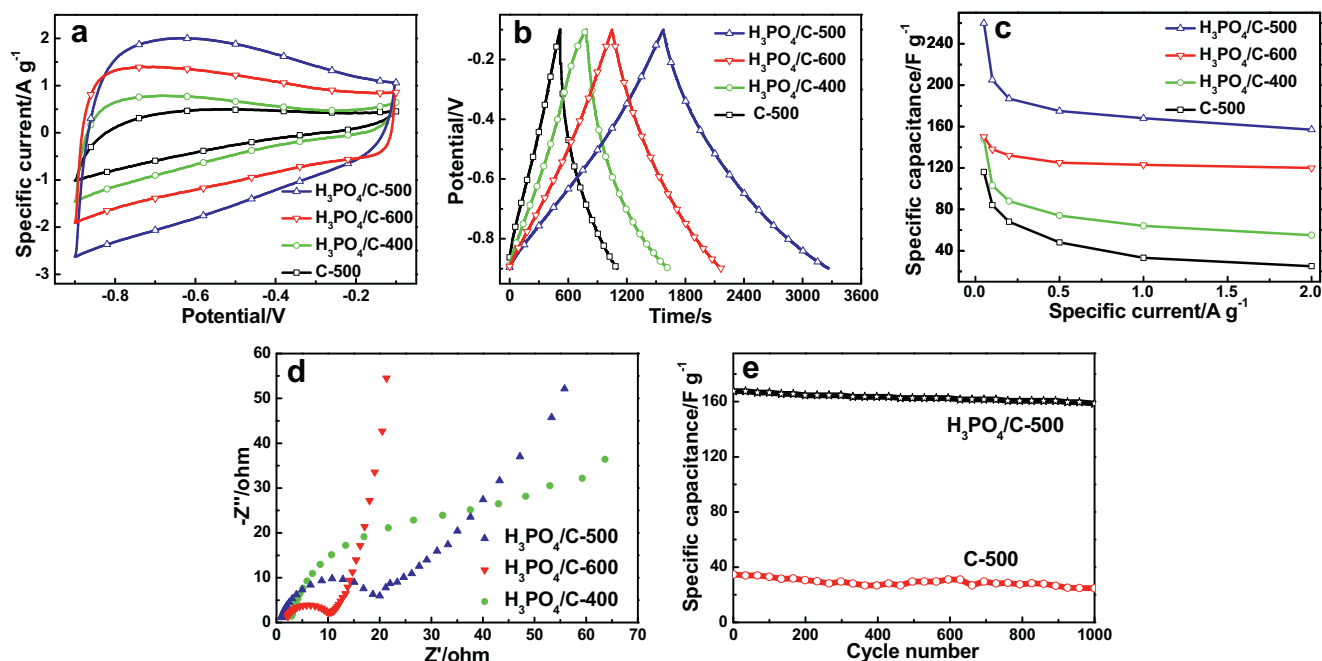 a
Specific current/A g⁻¹
2
1
0
-1
-2
-3
-0.8
-0.6
-0.4
-0.2
Potential/V
H₃PO₄/C-500
H₃PO₄/C-600
H₃PO₄/C-400
C-500
b
Potential/V
-0.2
-0.4
-0.6
-0.8
0
600
1200
1800
2400
3000
3600
Time/s
H₃PO₄/C-500
H₃PO₄/C-600
H₃PO₄/C-400
C-500
c
Specific capacitance/F g⁻¹
240
200
160
120
80
40
0.0
0.5
1.0
1.5
2.0
Specific current/A g⁻¹
H₃PO₄/C-500
H₃PO₄/C-600
H₃PO₄/C-400
C-500
d
-Z''/ohm
60
50
40
30
20
10
0
0
10
20
30
40
50
60
70
Z'/ohm
H₃PO₄/C-500
H₃PO₄/C-600
H₃PO₄/C-400
e
Specific capacitance/F g⁻¹
160
120
80
40
0
0
200
400
600
800
1000
Cycle number
H₃PO₄/C-500
C-500